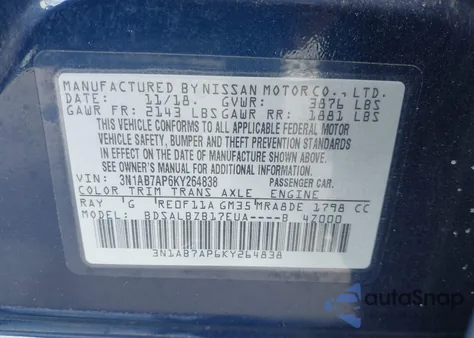 MANUFACTURED BY NISSAN MOTOR CO., LTD.
DATE: 11/18. GVWR: 3876 LBS
GAWR FR: 2143 LBS GAWR RR: 1881 LBS
THIS VEHICLE CONFORMS TO ALL APPLICABLE FEDERAL MOTOR
VEHICLE SAFETY, BUMPER AND THEFT PREVENTION STANDARDS
IN EFFECT ON THE DATE OF MANUFACTURE SHOWN ABOVE.
SEE OWNER'S MANUAL FOR ADDITIONAL INFORMATION.
VIN: 3N1AB7AP6KY264838 PASSENGER CAR.
COLOR TRIM TRANS AXLE ENGINE
RAY G RE0F11A GM35 MRA8DE 1798 CC
MODEL: BDSALBZB17EUA----B 47000
3N1AB7AP6KY264838
autoSnap